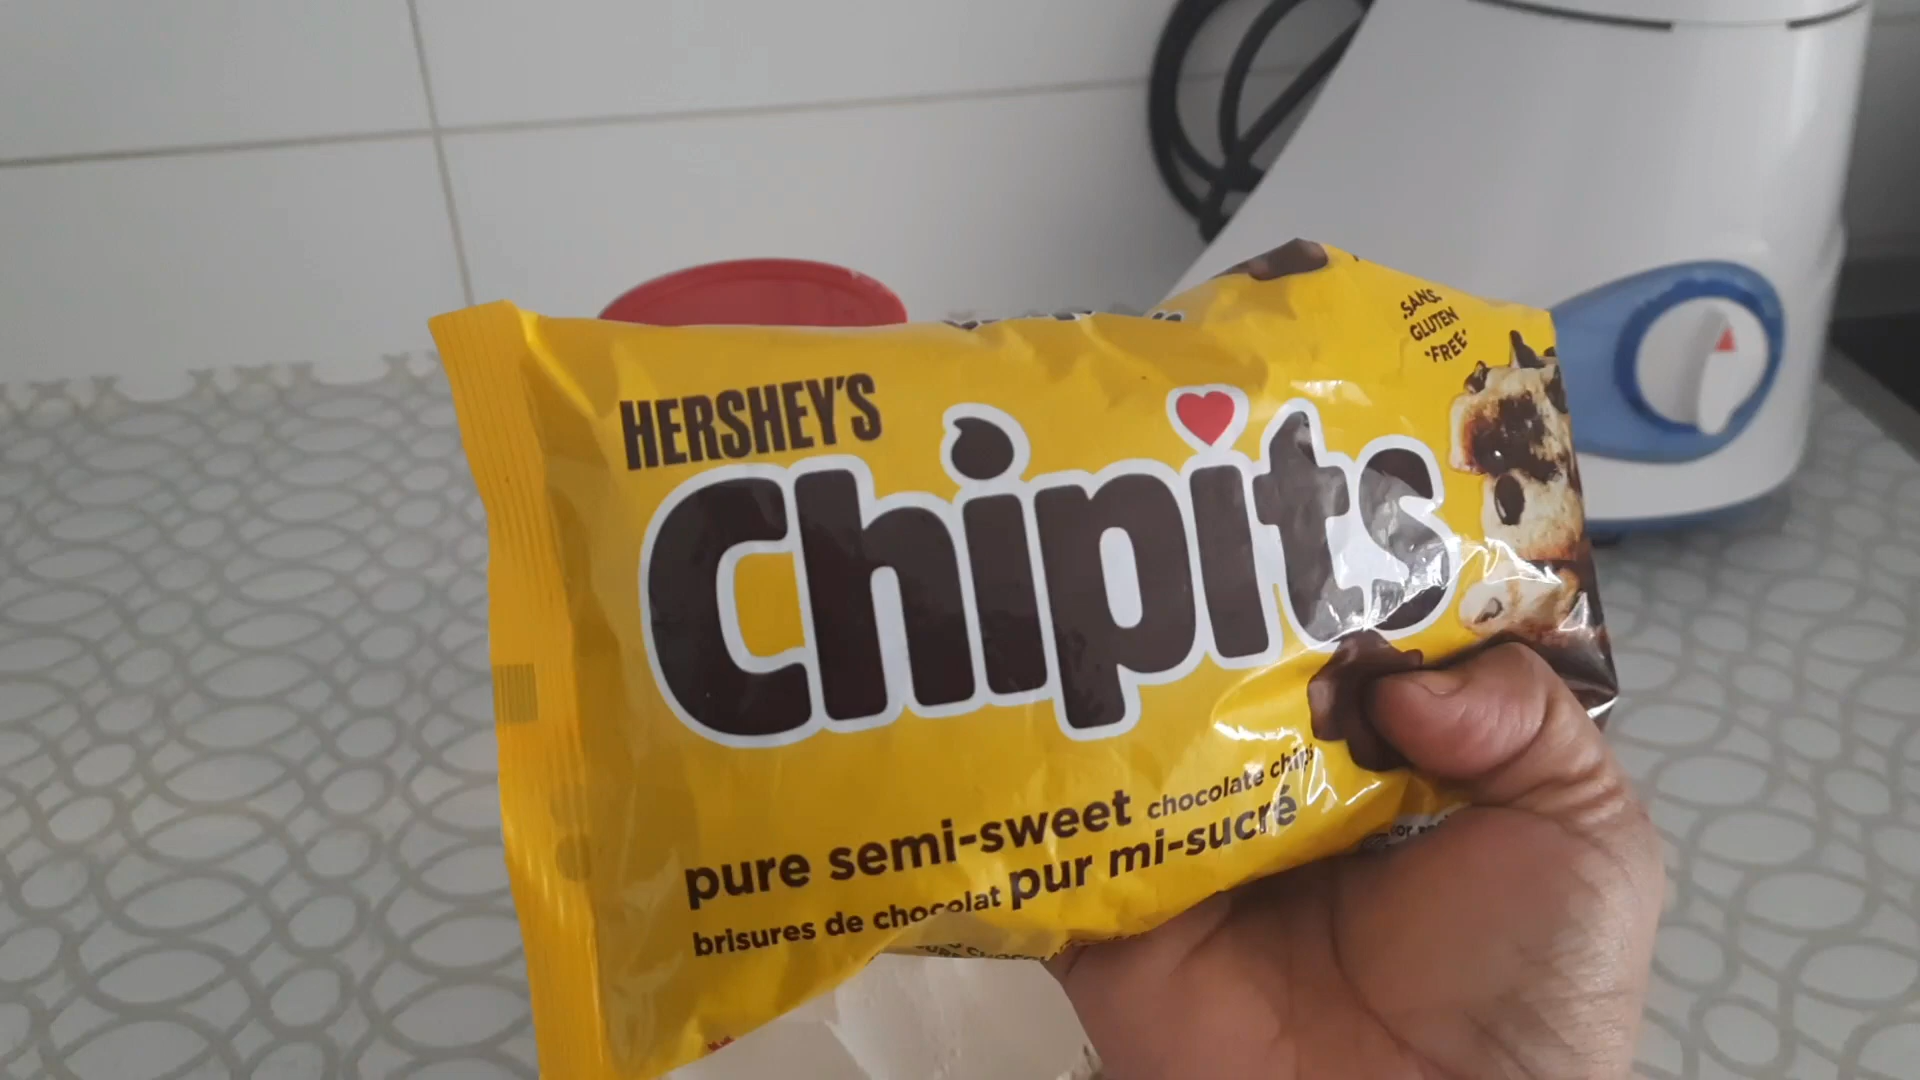 HERSHEY'S
Chipits
SANS
GLUTEN
FREE
pure semi-sweet chocolate chips
brisures de chocolat pur mi-sucré